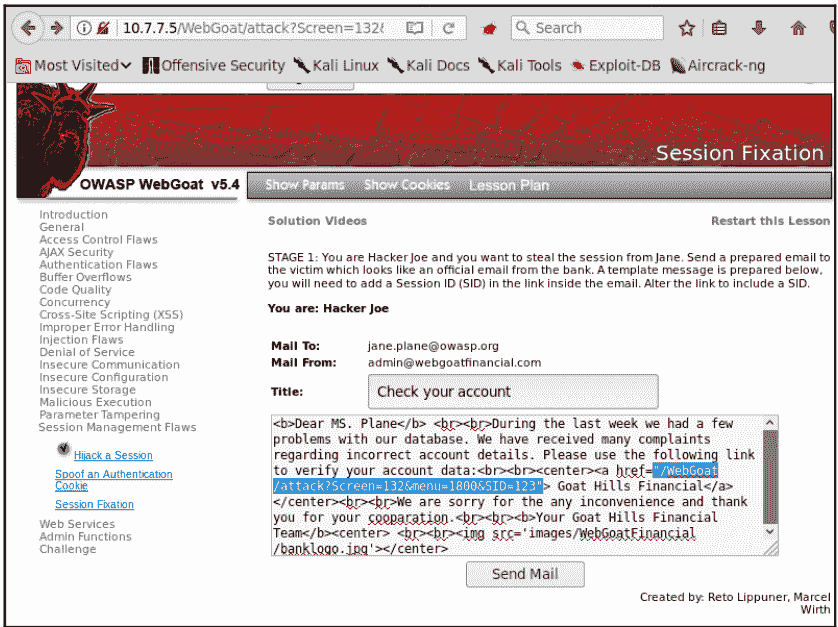 10.7.7.5/WebGoat/attack?Screen=132&
Search
Most Visited
Offensive Security
Kali Linux
Kali Docs
Kali Tools
Exploit-DB
Aircrack-ng
Session Fixation
OWASP WebGoat v5.4
Show Params
Show Cookies
Lesson Plan
Introduction
General
Access Control Flaws
AJAX Security
Authentication Flaws
Buffer Overflows
Code Quality
Concurrency
Cross-Site Scripting (XSS)
Improper Error Handling
Injection Flaws
Denial of Service
Insecure Communication
Insecure Configuration
Insecure Storage
Malicious Execution
Parameter Tampering
Session Management Flaws
Hijack a Session
Spoof an Authentication
Cookie
Session Fixation
Web Services
Admin Functions
Challenge
Solution Videos
Restart this Lesson
STAGE 1: You are Hacker Joe and you want to steal the session from Jane. Send a prepared email to
the victim which looks like an official email from the bank. A template message is prepared below,
you will need to add a Session ID (SID) in the link inside the email. Alter the link to include a SID.
You are: Hacker Joe
Mail To: jane.plane@owasp.org
Mail From: admin@webgoatfinancial.com
Title: Check your account
<b>Dear MS. Plane</b> <br><br>During the last week we had a few
problems with our database. We have received many complaints
regarding incorrect account details. Please use the following link
to verify your account data:<br><br><center><a href="/WebGoat
/attack?Screen=132&menu=1800&SID=123"> Goat Hills Financial</a>
</center><br><br>We are sorry for the any inconvenience and thank
you for your cooparation.<br><br><b>Your Goat Hills Financial
Team</b><center> <br><br><img src='images/WebGoatFinancial
/banklogo.jpg'></center>
Send Mail
Created by: Reto Lippuner, Marcel
Wirth